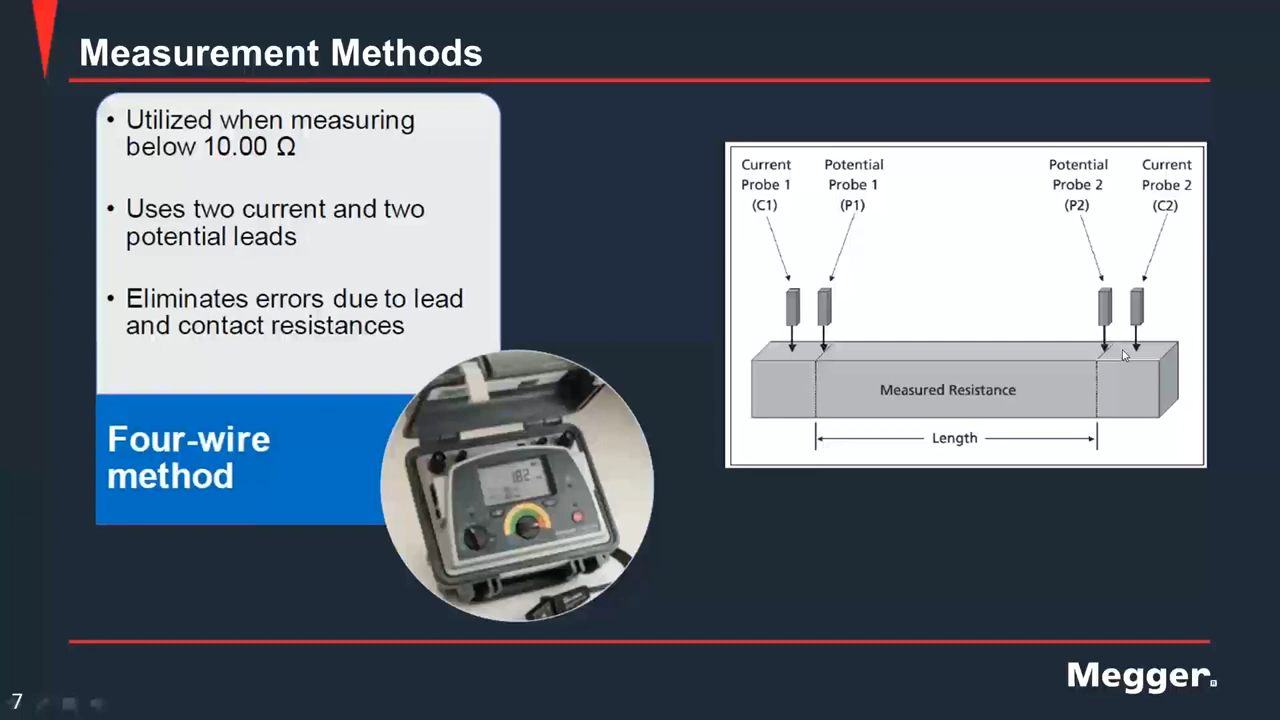 Measurement Methods
• Utilized when measuring
below 10.00 Ω
• Uses two current and two
potential leads
• Eliminates errors due to lead
and contact resistances
Four-wire
method
182
Current
Probe 1
(C1)
Potential
Probe 1
(P1)
Potential
Probe 2
(P2)
Current
Probe 2
(C2)
Measured Resistance
Length
Megger
7